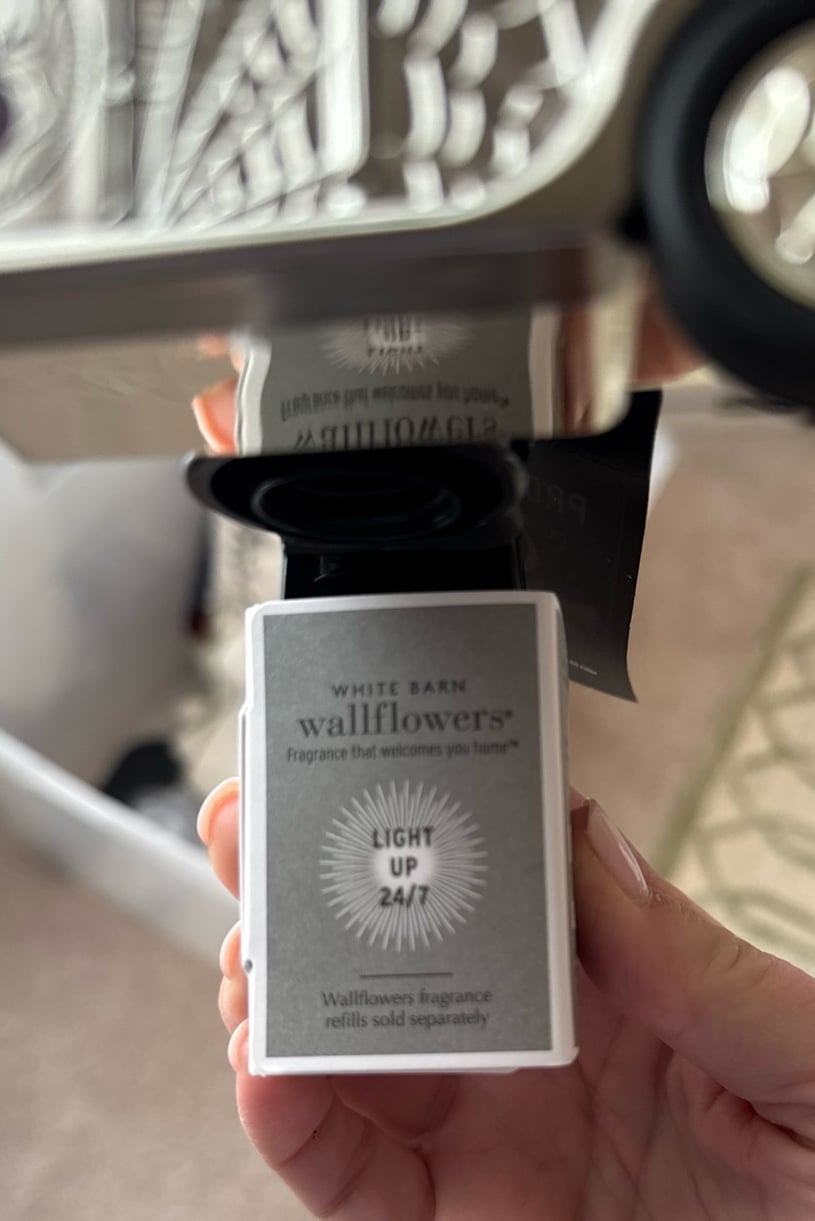 WHITE BARN
wallflowers®
Fragrance that welcomes you home™
LIGHT
UP
24/7
Wallflowers fragrance
refills sold separately